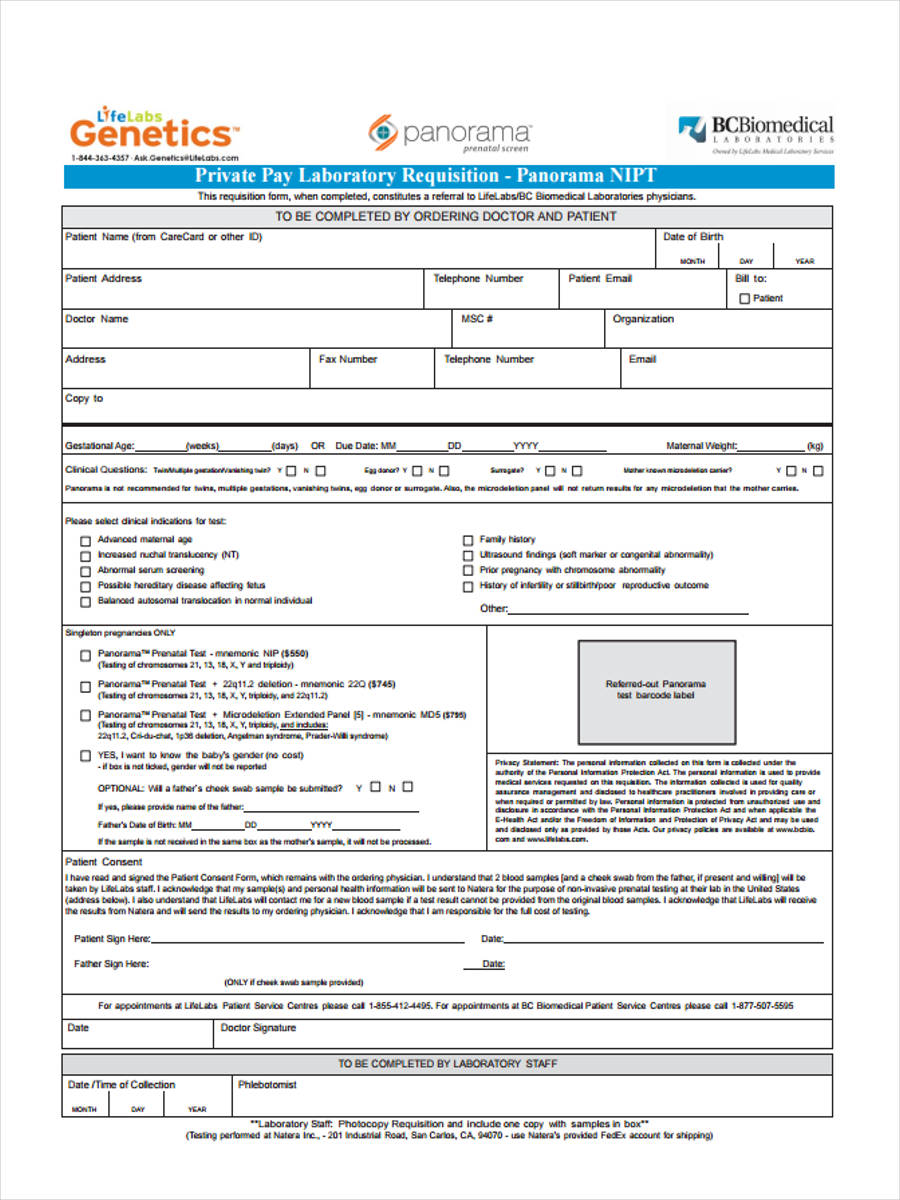 LifeLabs
Genetics™
1-844-363-4357 · Ask.Genetics@LifeLabs.com
panorama™
prenatal screen
BCBiomedical
LABORATORIES
Owned by LifeLabs Medical Laboratory Services
Private Pay Laboratory Requisition - Panorama NIPT
This requisition form, when completed, constitutes a referral to LifeLabs/BC Biomedical Laboratories physicians.
TO BE COMPLETED BY ORDERING DOCTOR AND PATIENT
Patient Name (from CareCard or other ID) Date of Birth
MONTH DAY YEAR
Patient Address Telephone Number Patient Email Bill to:
Patient
Doctor Name MSC # Organization
Address Fax Number Telephone Number Email
Copy to
Gestational Age:________(weeks)________(days) OR Due Date: MM________DD________YYYY________ Maternal Weight:________(kg)
Clinical Questions: Twin/Multiple gestation/Vanishing twin? Y N Egg donor? Y N Surrogate? Y N Mother known microdeletion carrier? Y N
Panorama is not recommended for twins, multiple gestations, vanishing twins, egg donor or surrogate. Also, the microdeletion panel will not return results for any microdeletion that the mother carries.
Please select clinical indications for test:
Advanced maternal age
Increased nuchal translucency (NT)
Abnormal serum screening
Possible hereditary disease affecting fetus
Balanced autosomal translocation in normal individual
Family history
Ultrasound findings (soft marker or congenital abnormality)
Prior pregnancy with chromosome abnormality
History of infertility or stillbirth/poor reproductive outcome
Other:________
Singleton pregnancies ONLY
Panorama™ Prenatal Test - mnemonic NIP ($550)
(Testing of chromosomes 21, 13, 18, X, Y and triploidy)
Panorama™ Prenatal Test + 22q11.2 deletion - mnemonic 22Q ($745)
(Testing of chromosomes 21, 13, 18, X, Y, triploidy, and 22q11.2)
Panorama™ Prenatal Test + Microdeletion Extended Panel [5] - mnemonic MD5 ($795)
(Testing of chromosomes 21, 13, 18, X, Y, triploidy, and includes:
22q11.2, Cri-du-chat, 1p36 deletion, Angelman syndrome, Prader-Willi syndrome)
YES, I want to know the baby's gender (no cost)
- if box is not ticked, gender will not be reported
OPTIONAL: Will a father's cheek swab sample be submitted? Y N
If yes, please provide name of the father:________
Father's Date of Birth: MM________DD________YYYY________
If the sample is not received in the same box as the mother's sample, it will not be processed.
Referred-out Panorama
test barcode label
Privacy Statement: The personal information collected on this form is collected under the
authority of the Personal Information Protection Act. The personal information is used to provide
medical services requested on this requisition. The information collected is used for quality
assurance management and disclosed to healthcare practitioners involved in providing care or
when required or permitted by law. Personal information is protected from unauthorized use and
disclosure in accordance with the Personal Information Protection Act and when applicable the
E-Health Act and/or the Freedom of Information and Protection of Privacy Act and may be used
and disclosed only as provided by those Acts. Our privacy policies are available at www.bcbio.
com and www.lifelabs.com.
Patient Consent
I have read and signed the Patient Consent Form, which remains with the ordering physician. I understand that 2 blood samples [and a cheek swab from the father, if present and willing] will be
taken by LifeLabs staff. I acknowledge that my sample(s) and personal health information will be sent to Natera for the purpose of non-invasive prenatal testing at their lab in the United States
(address below). I also understand that LifeLabs will contact me for a new blood sample if a test result cannot be provided from the original blood samples. I acknowledge that LifeLabs will receive
the results from Natera and will send the results to my ordering physician. I acknowledge that I am responsible for the full cost of testing.
Patient Sign Here:________ Date:________
Father Sign Here: Date:
(ONLY if cheek swab sample provided)
For appointments at LifeLabs Patient Service Centres please call 1-855-412-4495. For appointments at BC Biomedical Patient Service Centres please call 1-877-507-5595
Date Doctor Signature
TO BE COMPLETED BY LABORATORY STAFF
Date /Time of Collection Phlebotomist
MONTH DAY YEAR
**Laboratory Staff: Photocopy Requisition and include one copy with samples in box**
(Testing performed at Natera Inc., - 201 Industrial Road, San Carlos, CA, 94070 - use Natera's provided FedEx account for shipping)